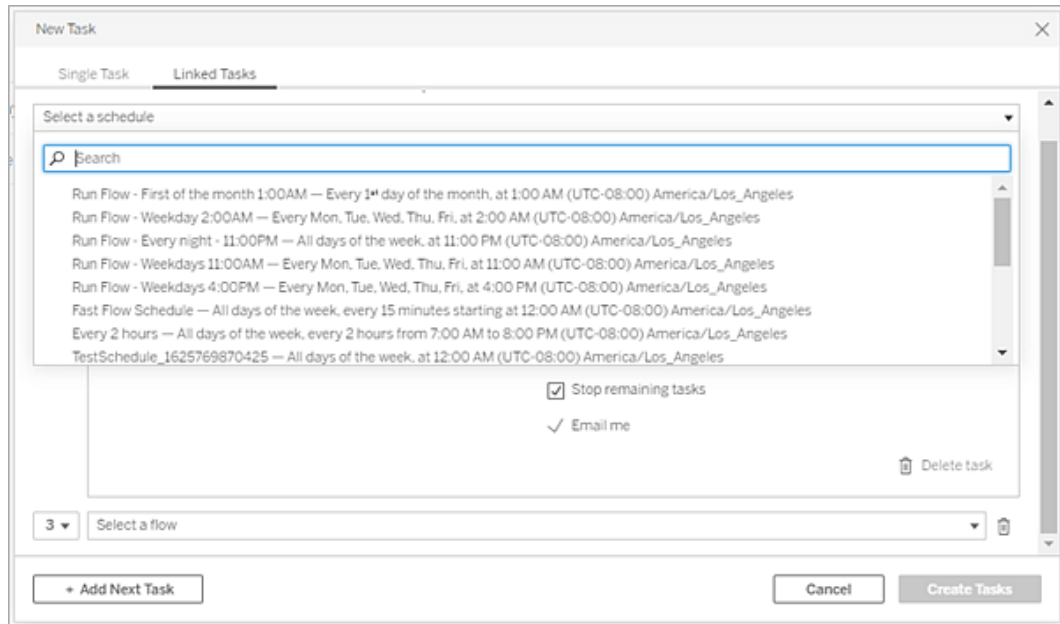 New Task
Single Task
Linked Tasks
Select a schedule
Search
Run Flow - First of the month 1:00AM — Every 1st day of the month, at 1:00 AM (UTC-08:00) America/Los_Angeles
Run Flow - Weekday 2:00AM — Every Mon, Tue, Wed, Thu, Fri, at 2:00 AM (UTC-08:00) America/Los_Angeles
Run Flow - Every night - 11:00PM — All days of the week, at 11:00 PM (UTC-08:00) America/Los_Angeles
Run Flow - Weekdays 11:00AM — Every Mon, Tue, Wed, Thu, Fri, at 11:00 AM (UTC-08:00) America/Los_Angeles
Run Flow - Weekdays 4:00PM — Every Mon, Tue, Wed, Thu, Fri, at 4:00 PM (UTC-08:00) America/Los_Angeles
Fast Flow Schedule — All days of the week, every 15 minutes starting at 12:00 AM (UTC-08:00) America/Los_Angeles
Every 2 hours — All days of the week, every 2 hours from 7:00 AM to 8:00 PM (UTC-08:00) America/Los_Angeles
TestSchedule_1625769870425 — All days of the week, at 12:00 AM (UTC-08:00) America/Los_Angeles
Stop remaining tasks
Email me
Delete task
3 Select a flow
+ Add Next Task
Cancel
Create Tasks